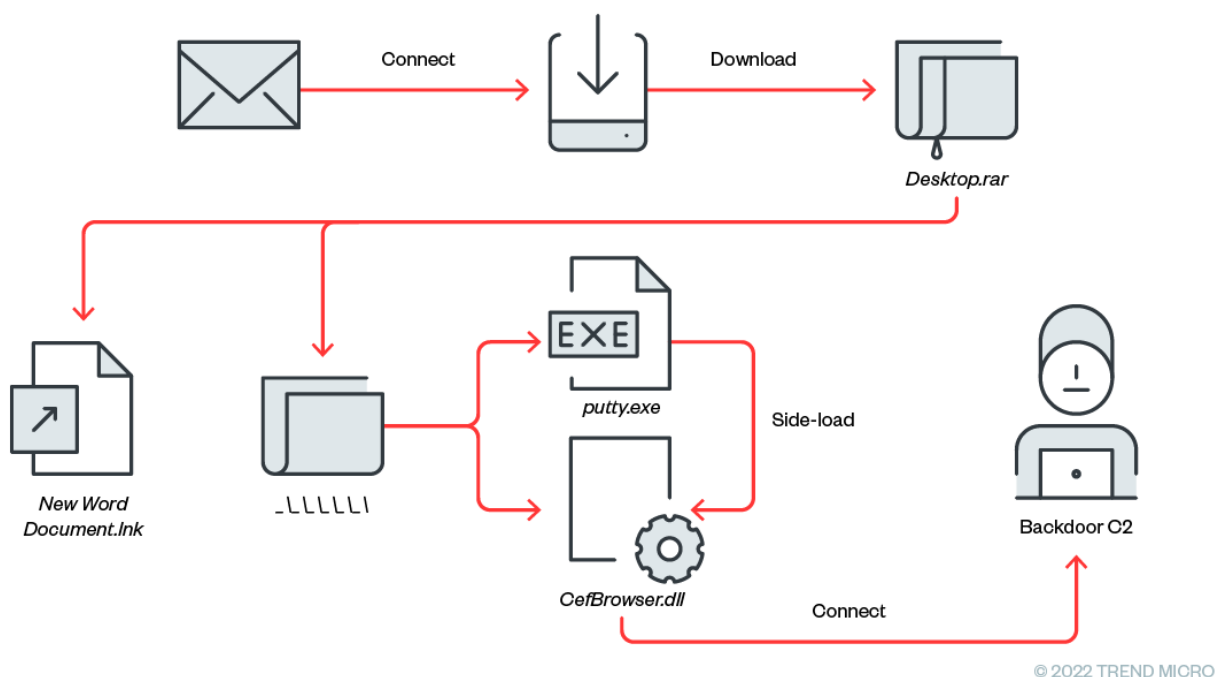 Connect
Download
Desktop.rar
EXE
putty.exe
Side-load
New Word
Document.lnk
CefBrowser.dll
Backdoor C2
Connect
© 2022 TREND MICRO